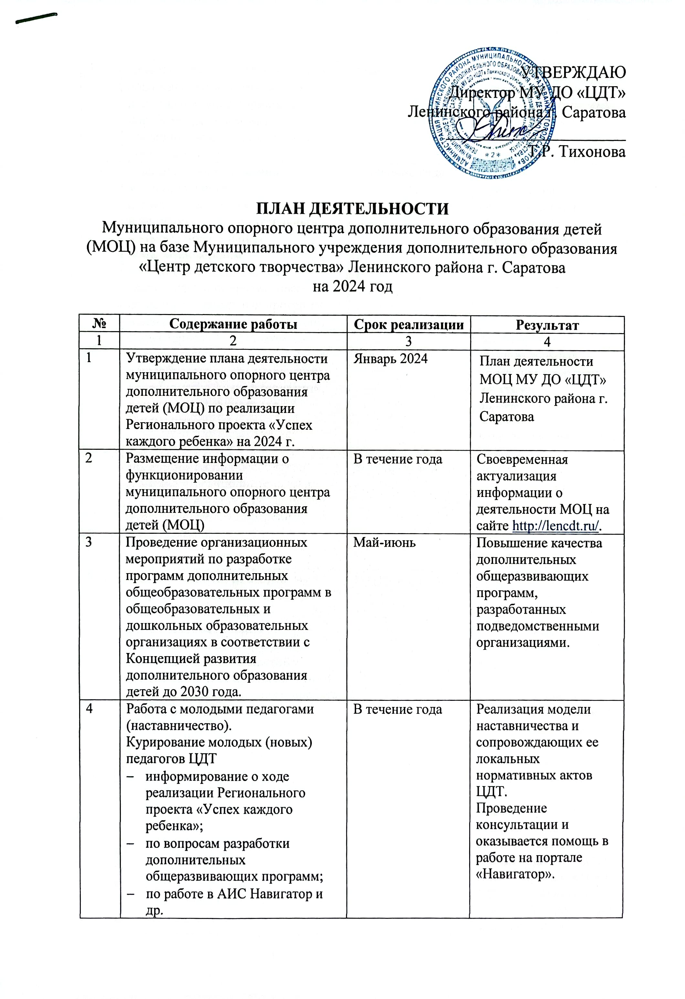 УТВЕРЖДАЮ
Директор МУ ДО «ЦДТ»
Ленинского района г. Саратова
Т.Р. Тихонова
* 2 *
ПЛАН ДЕЯТЕЛЬНОСТИ
Муниципального опорного центра дополнительного образования детей
(МОЦ) на базе Муниципального учреждения дополнительного образования
«Центр детского творчества» Ленинского района г. Саратова
на 2024 год
№ Содержание работы Срок реализации Результат
1 2 3 4
1
Утверждение плана деятельности
муниципального опорного центра
дополнительного образования
детей (МОЦ) по реализации
Регионального проекта «Успех
каждого ребенка» на 2024 г.
Январь 2024
План деятельности
МОЦ МУ ДО «ЦДТ»
Ленинского района г.
Саратова
2
Размещение информации о
функционировании
муниципального опорного центра
дополнительного образования
детей (МОЦ)
В течение года
Своевременная
актуализация
информации о
деятельности МОЦ на
сайте http://lencdt.ru/.
3
Проведение организационных
мероприятий по разработке
программ дополнительных
общеобразовательных программ в
общеобразовательных и
дошкольных образовательных
организациях в соответствии с
Концепцией развития
дополнительного образования
детей до 2030 года.
Май-июнь
Повышение качества
дополнительных
общеразвивающих
программ,
разработанных
подведомственными
организациями.
4
Работа с молодыми педагогами
(наставничество).
Курирование молодых (новых)
педагогов ЦДТ
– информирование о ходе
реализации Регионального
проекта «Успех каждого
ребенка»;
– по вопросам разработки
дополнительных
общеразвивающих программ;
– по работе в АИС Навигатор и
др.
В течение года
Реализация модели
наставничества и
сопровождающих ее
локальных
нормативных актов
ЦДТ.
Проведение
консультации и
оказывается помощь в
работе на портале
«Навигатор».